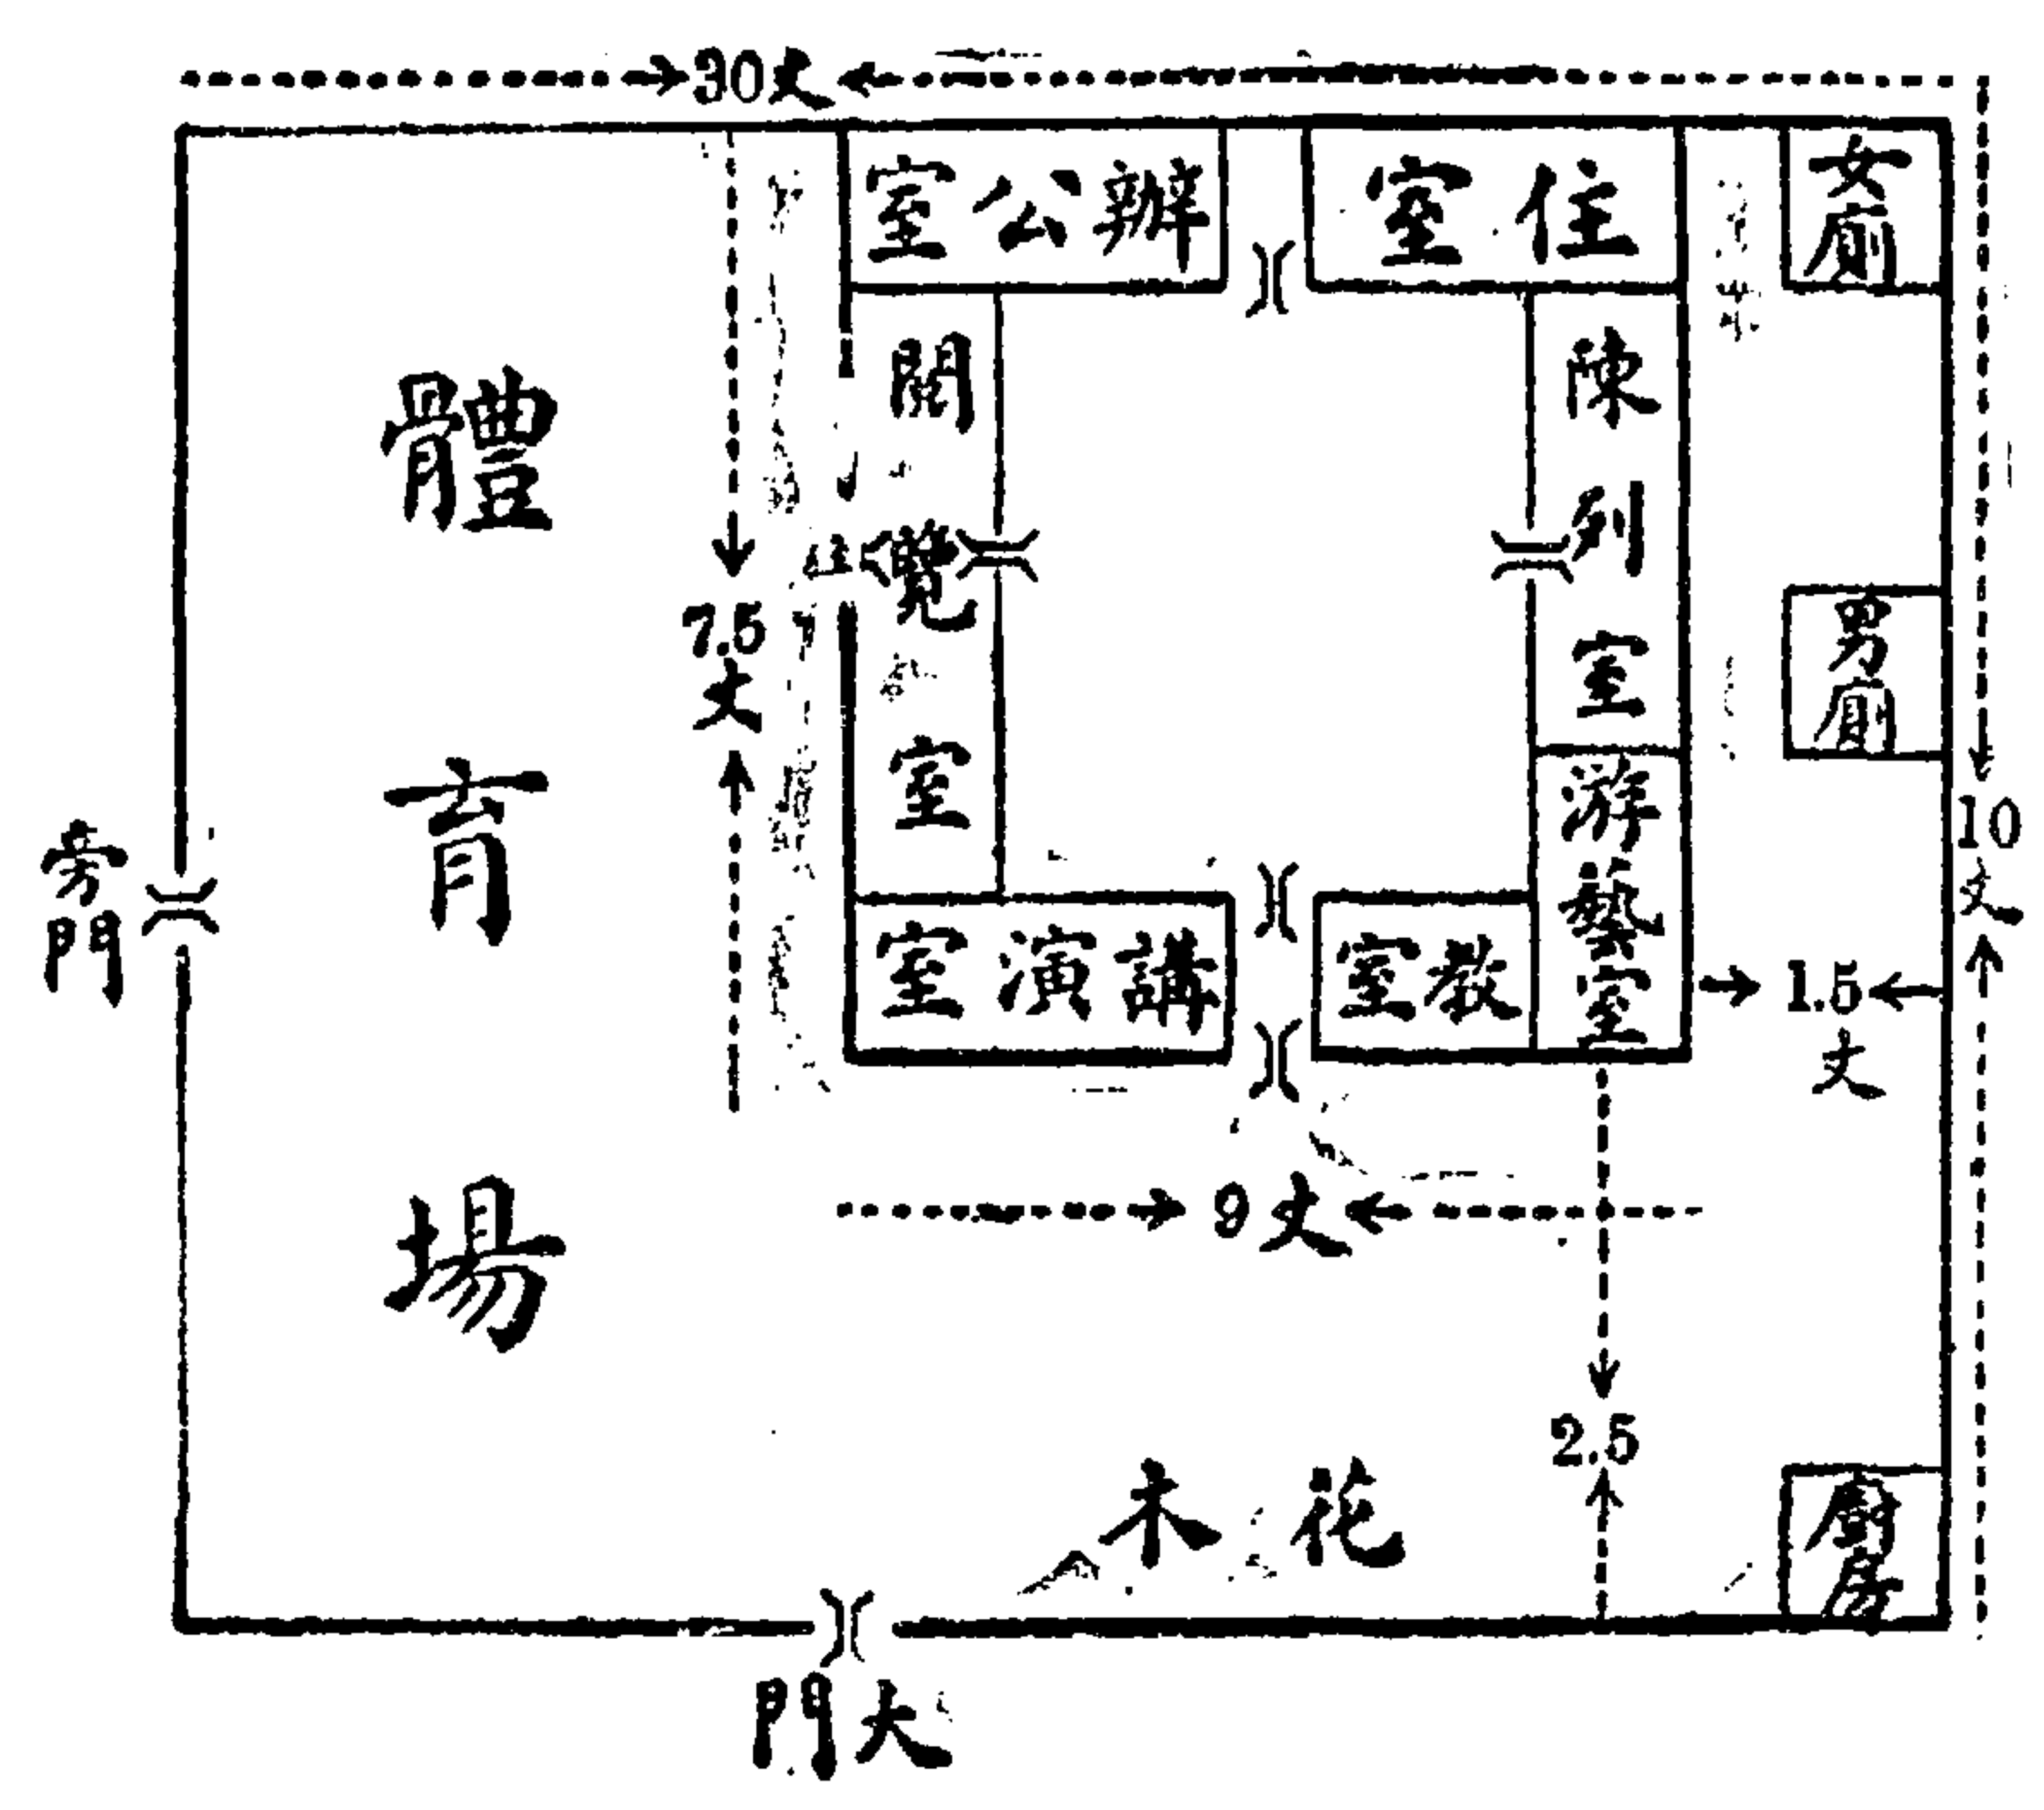 30丈
室公辦
室住
女廁
閱覽室
陳列室
男廁
體育場
7.5丈
游藝室
10丈
旁門
室演講
室教
1.5丈
9丈
2.5
木花
廚房
門大